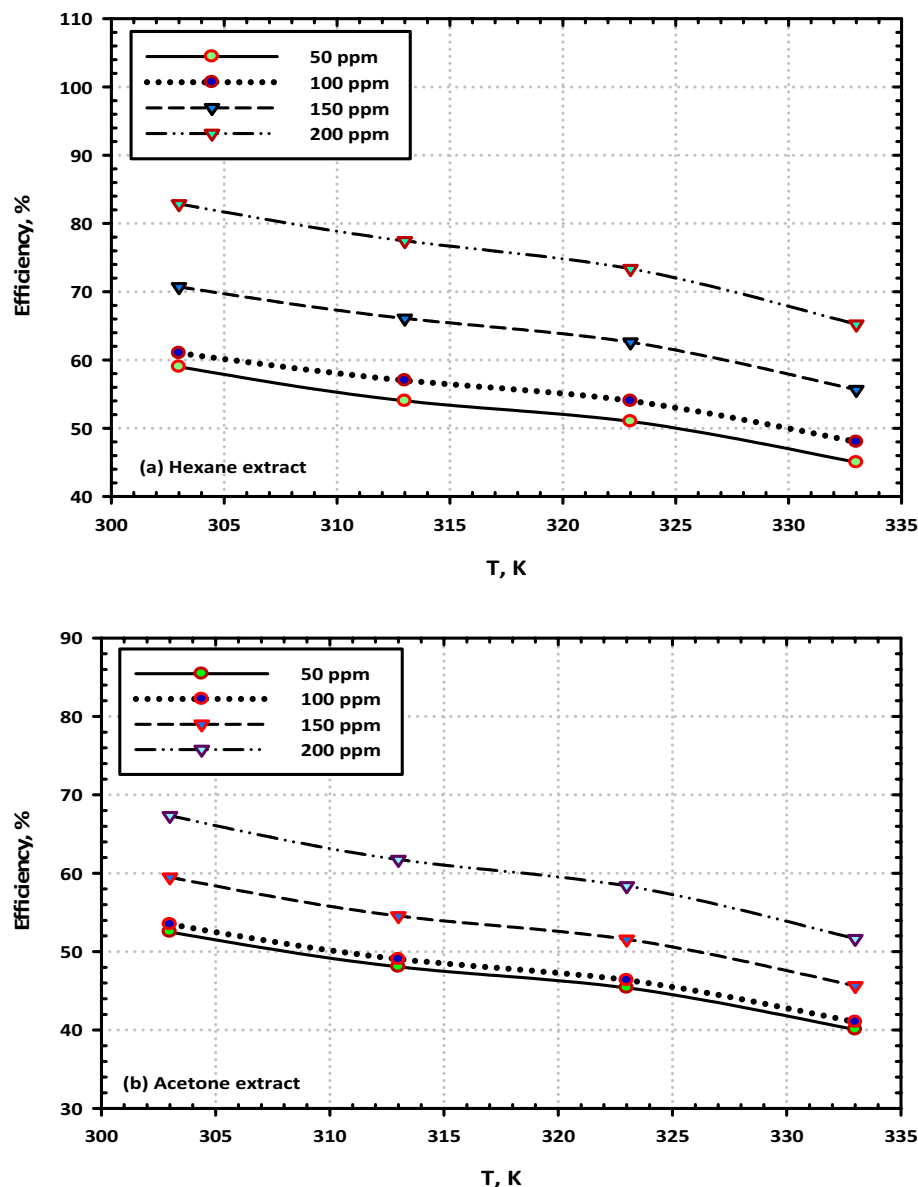 110
100
90
80
70
60
50
40
Efficiency, %
50 ppm
100 ppm
150 ppm
200 ppm
(a) Hexane extract
300 305 310 315 320 325 330 335
T, K
90
80
70
60
50
40
30
Efficiency, %
50 ppm
100 ppm
150 ppm
200 ppm
(b) Acetone extract
300 305 310 315 320 325 330 335
T, K